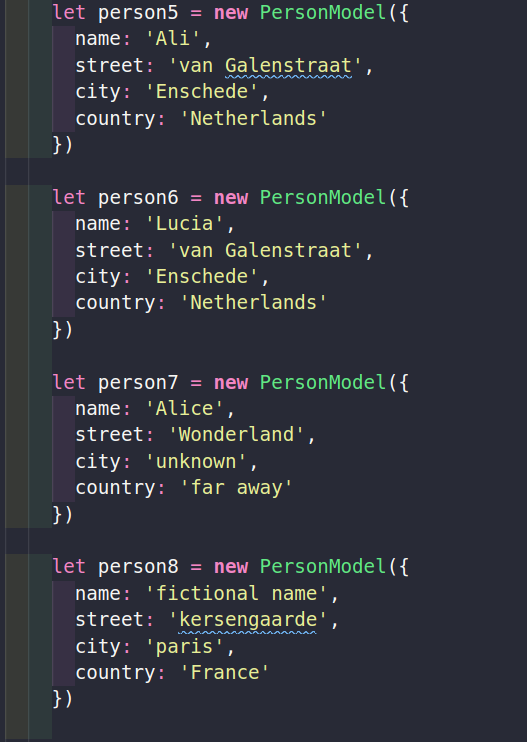 let person5 = new PersonModel({
name: 'Ali',
street: 'van Galenstraat',
city: 'Enschede',
country: 'Netherlands'
})
let person6 = new PersonModel({
name: 'Lucia',
street: 'van Galenstraat',
city: 'Enschede',
country: 'Netherlands'
})
let person7 = new PersonModel({
name: 'Alice',
street: 'Wonderland',
city: 'unknown',
country: 'far away'
})
let person8 = new PersonModel({
name: 'fictional name',
street: 'kersengaarde',
city: 'paris',
country: 'France'
})